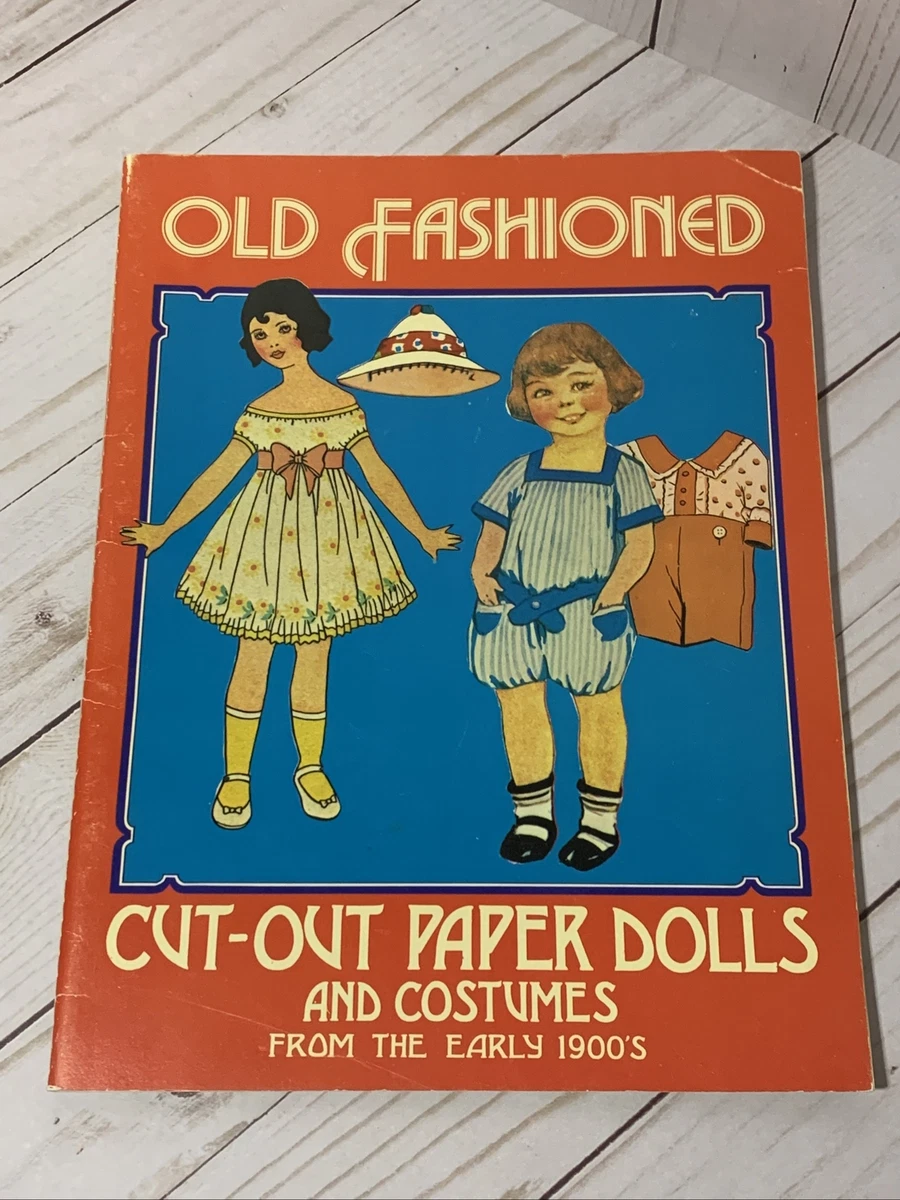 OLD FASHIONED
CUT-OUT PAPER DOLLS
AND COSTUMES
FROM THE EARLY 1900'S